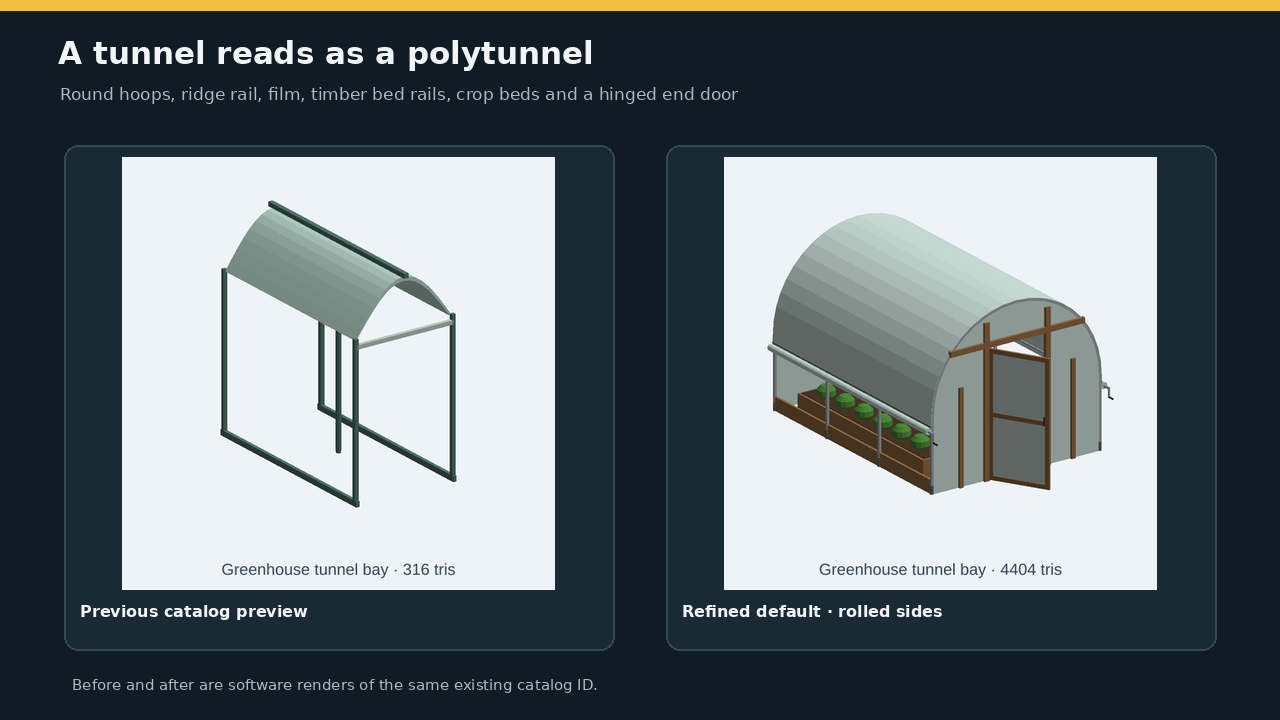 A tunnel reads as a polytunnel
Round hoops, ridge rail, film, timber bed rails, crop beds and a hinged end door
Greenhouse tunnel bay · 316 tris
Previous catalog preview
Greenhouse tunnel bay · 4404 tris
Refined default · rolled sides
Before and after are software renders of the same existing catalog ID.